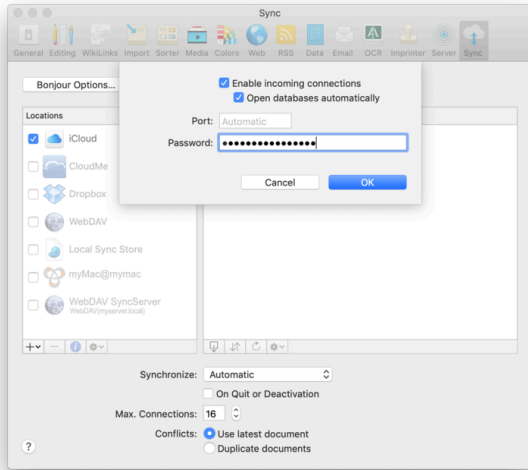 Sync
General Editing WikiLinks Import Sorter Media Colors Web RSS Data Email OCR Imprinter Server Sync
Bonjour Options...
Enable incoming connections
Open databases automatically
Port: Automatic
Password: ••••••••••••••••
Cancel OK
Locations
iCloud
CloudMe
Dropbox
WebDAV
Local Sync Store
myMac@mymac
WebDAV SyncServer
WebDAV(myserver.local)
Synchronize: Automatic
On Quit or Deactivation
Max. Connections: 16
Conflicts: Use latest document
Duplicate documents
?